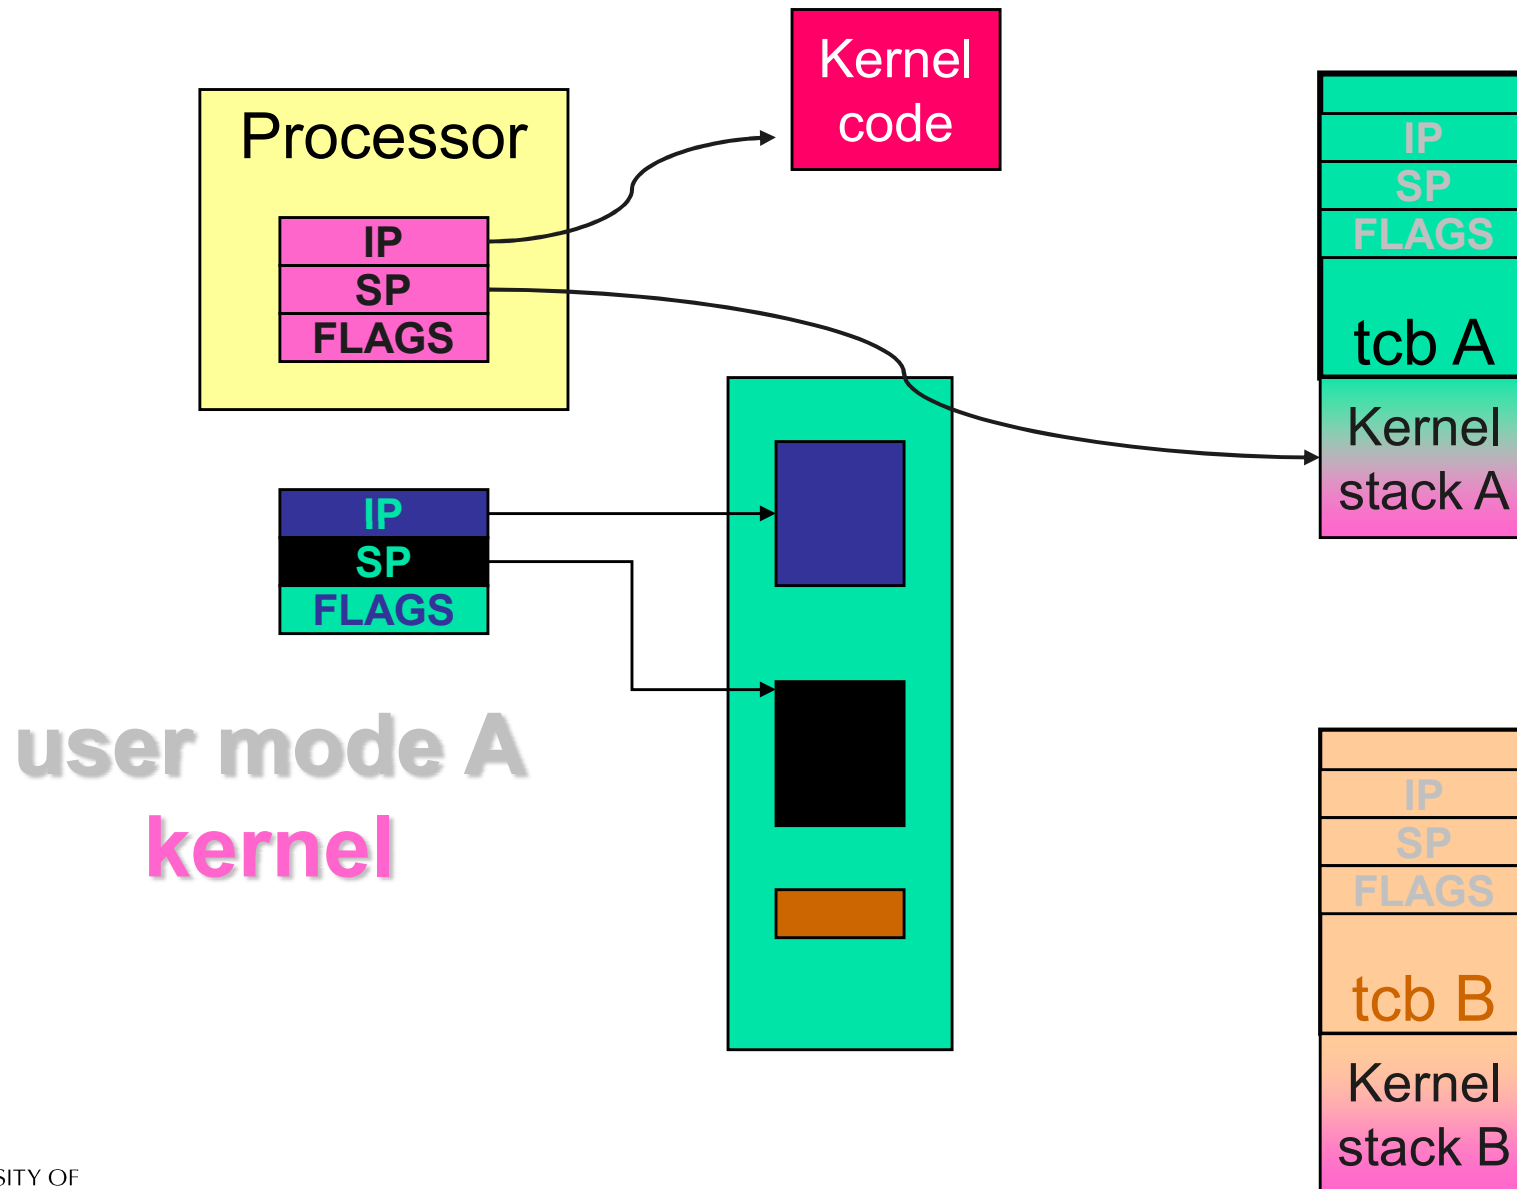 Kernel
code
Processor
IP
SP
FLAGS
IP
SP
FLAGS
tcb A
Kernel
stack A
IP
SP
FLAGS
user mode A
kernel
IP
SP
FLAGS
tcb B
Kernel
stack B
SITY OF